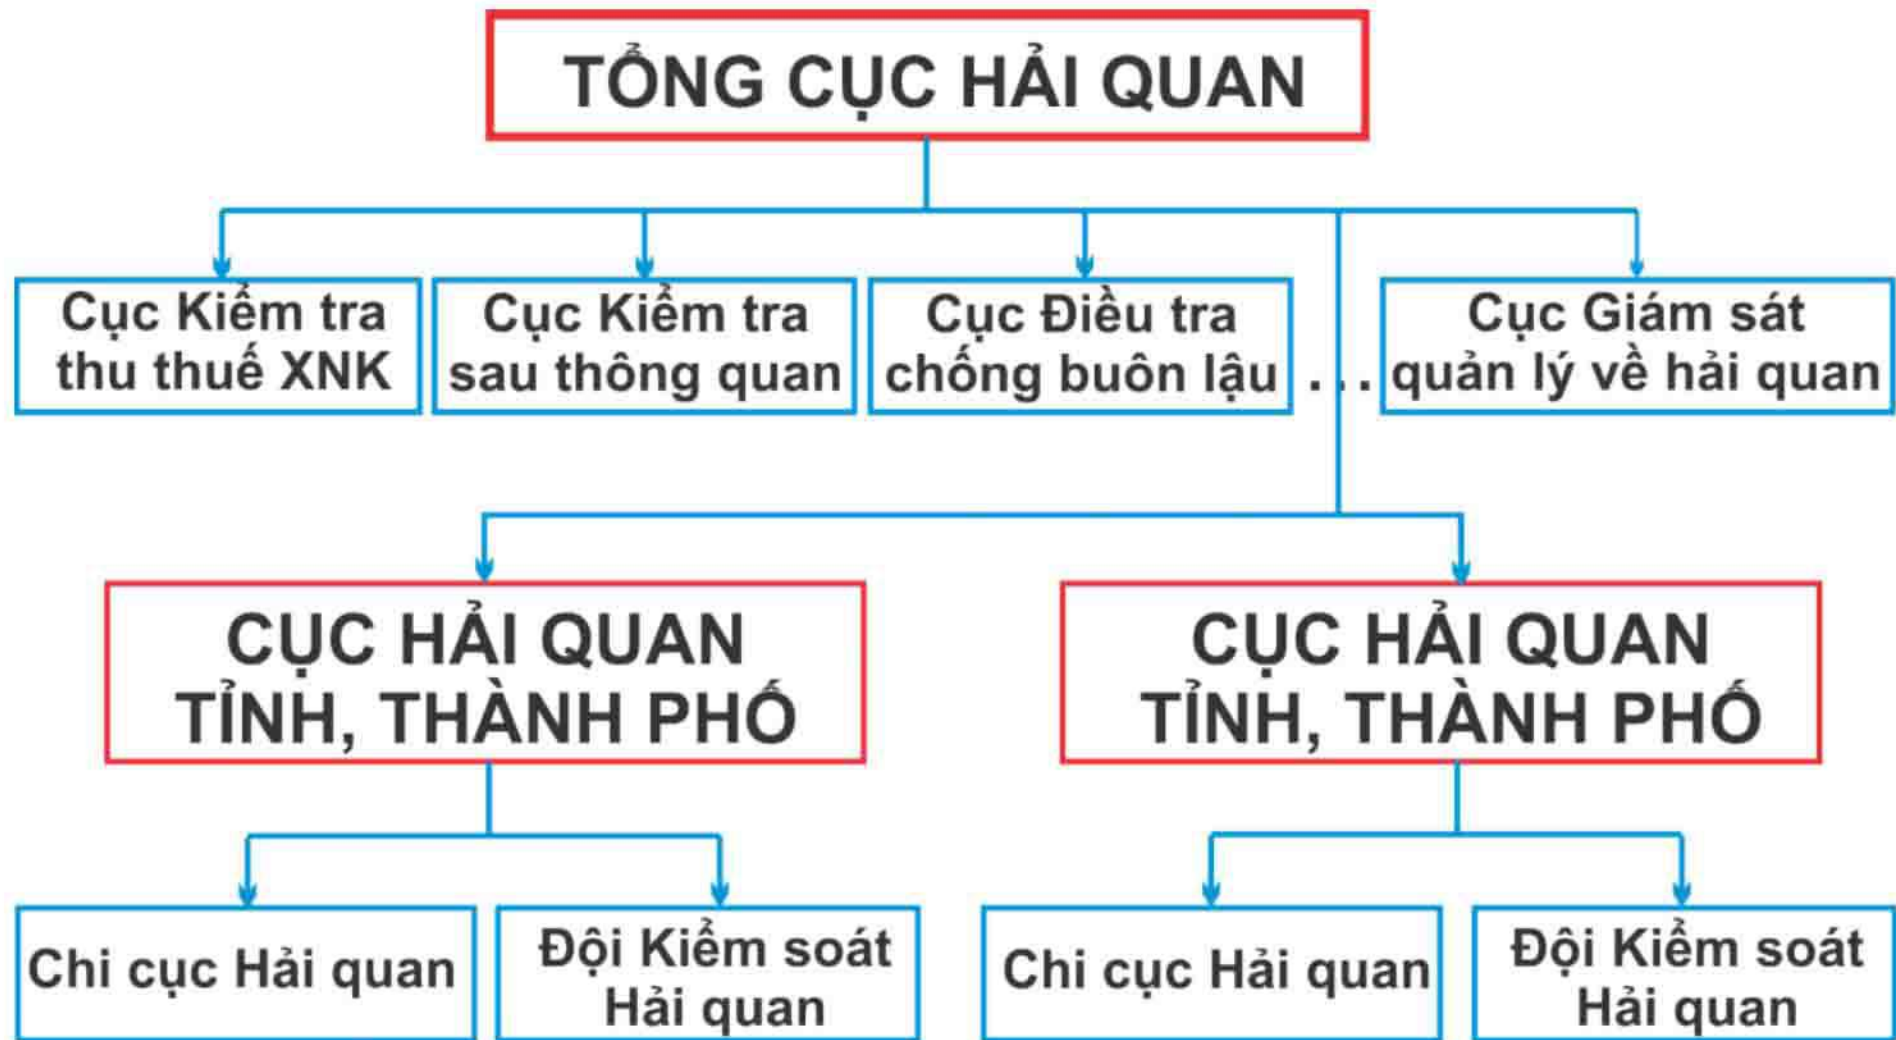 TỔNG CỤC HẢI QUAN
Cục Kiểm tra
thu thuế XNK
Cục Kiểm tra
sau thông quan
Cục Điều tra
chống buôn lậu
...
Cục Giám sát
quản lý về hải quan
CỤC HẢI QUAN
TỈNH, THÀNH PHỐ
CỤC HẢI QUAN
TỈNH, THÀNH PHỐ
Chi cục Hải quan
Đội Kiểm soát
Hải quan
Chi cục Hải quan
Đội Kiểm soát
Hải quan